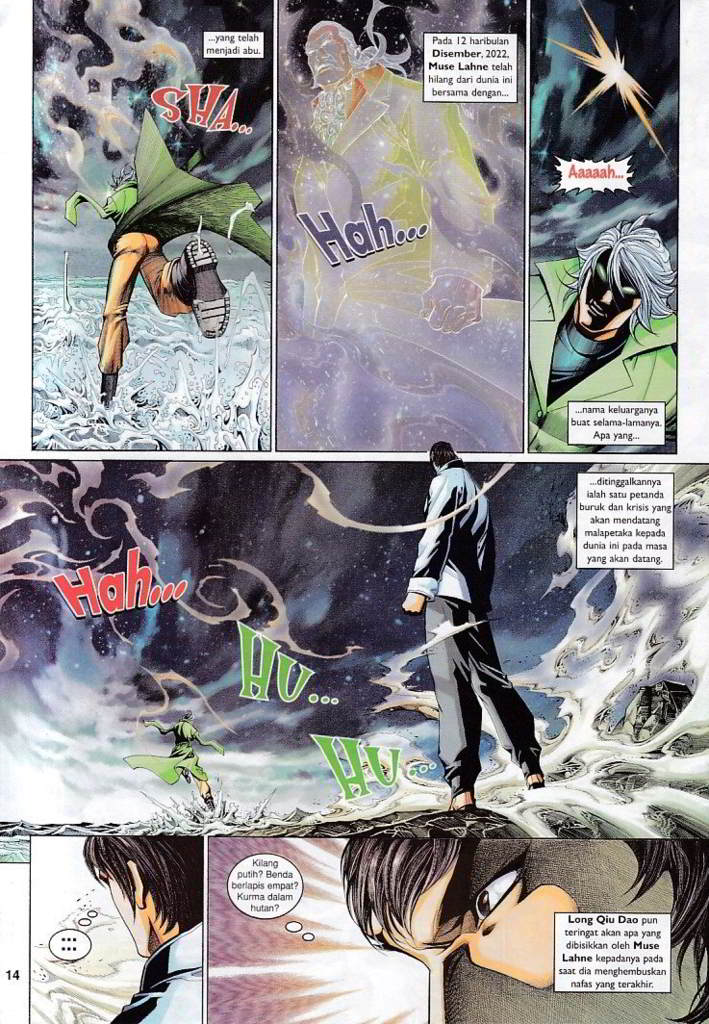 ...yang telah
menjadi abu.
SHA...
Pada 12 haribulan
Disember, 2022,
Muse Lahne telah
hilang dari dunia ini
bersama dengan...
Hah...
Aaaaah...
...nama keluarganya
buat selama-lamanya.
Apa yang...
...ditinggalkannya
ialah satu petanda
buruk dan krisis yang
akan mendatang
malapetaka kepada
dunia ini pada masa
yang akan datang.
Hah...
HU...
HU...
Kilang
putih? Benda
berlapis empat?
Kurma dalam
hutan?
Long Qiu Dao pun
teringat akan apa yang
dibisikkan oleh Muse
Lahne kepadanya pada
saat dia menghembuskan
nafas yang terakhir.
14